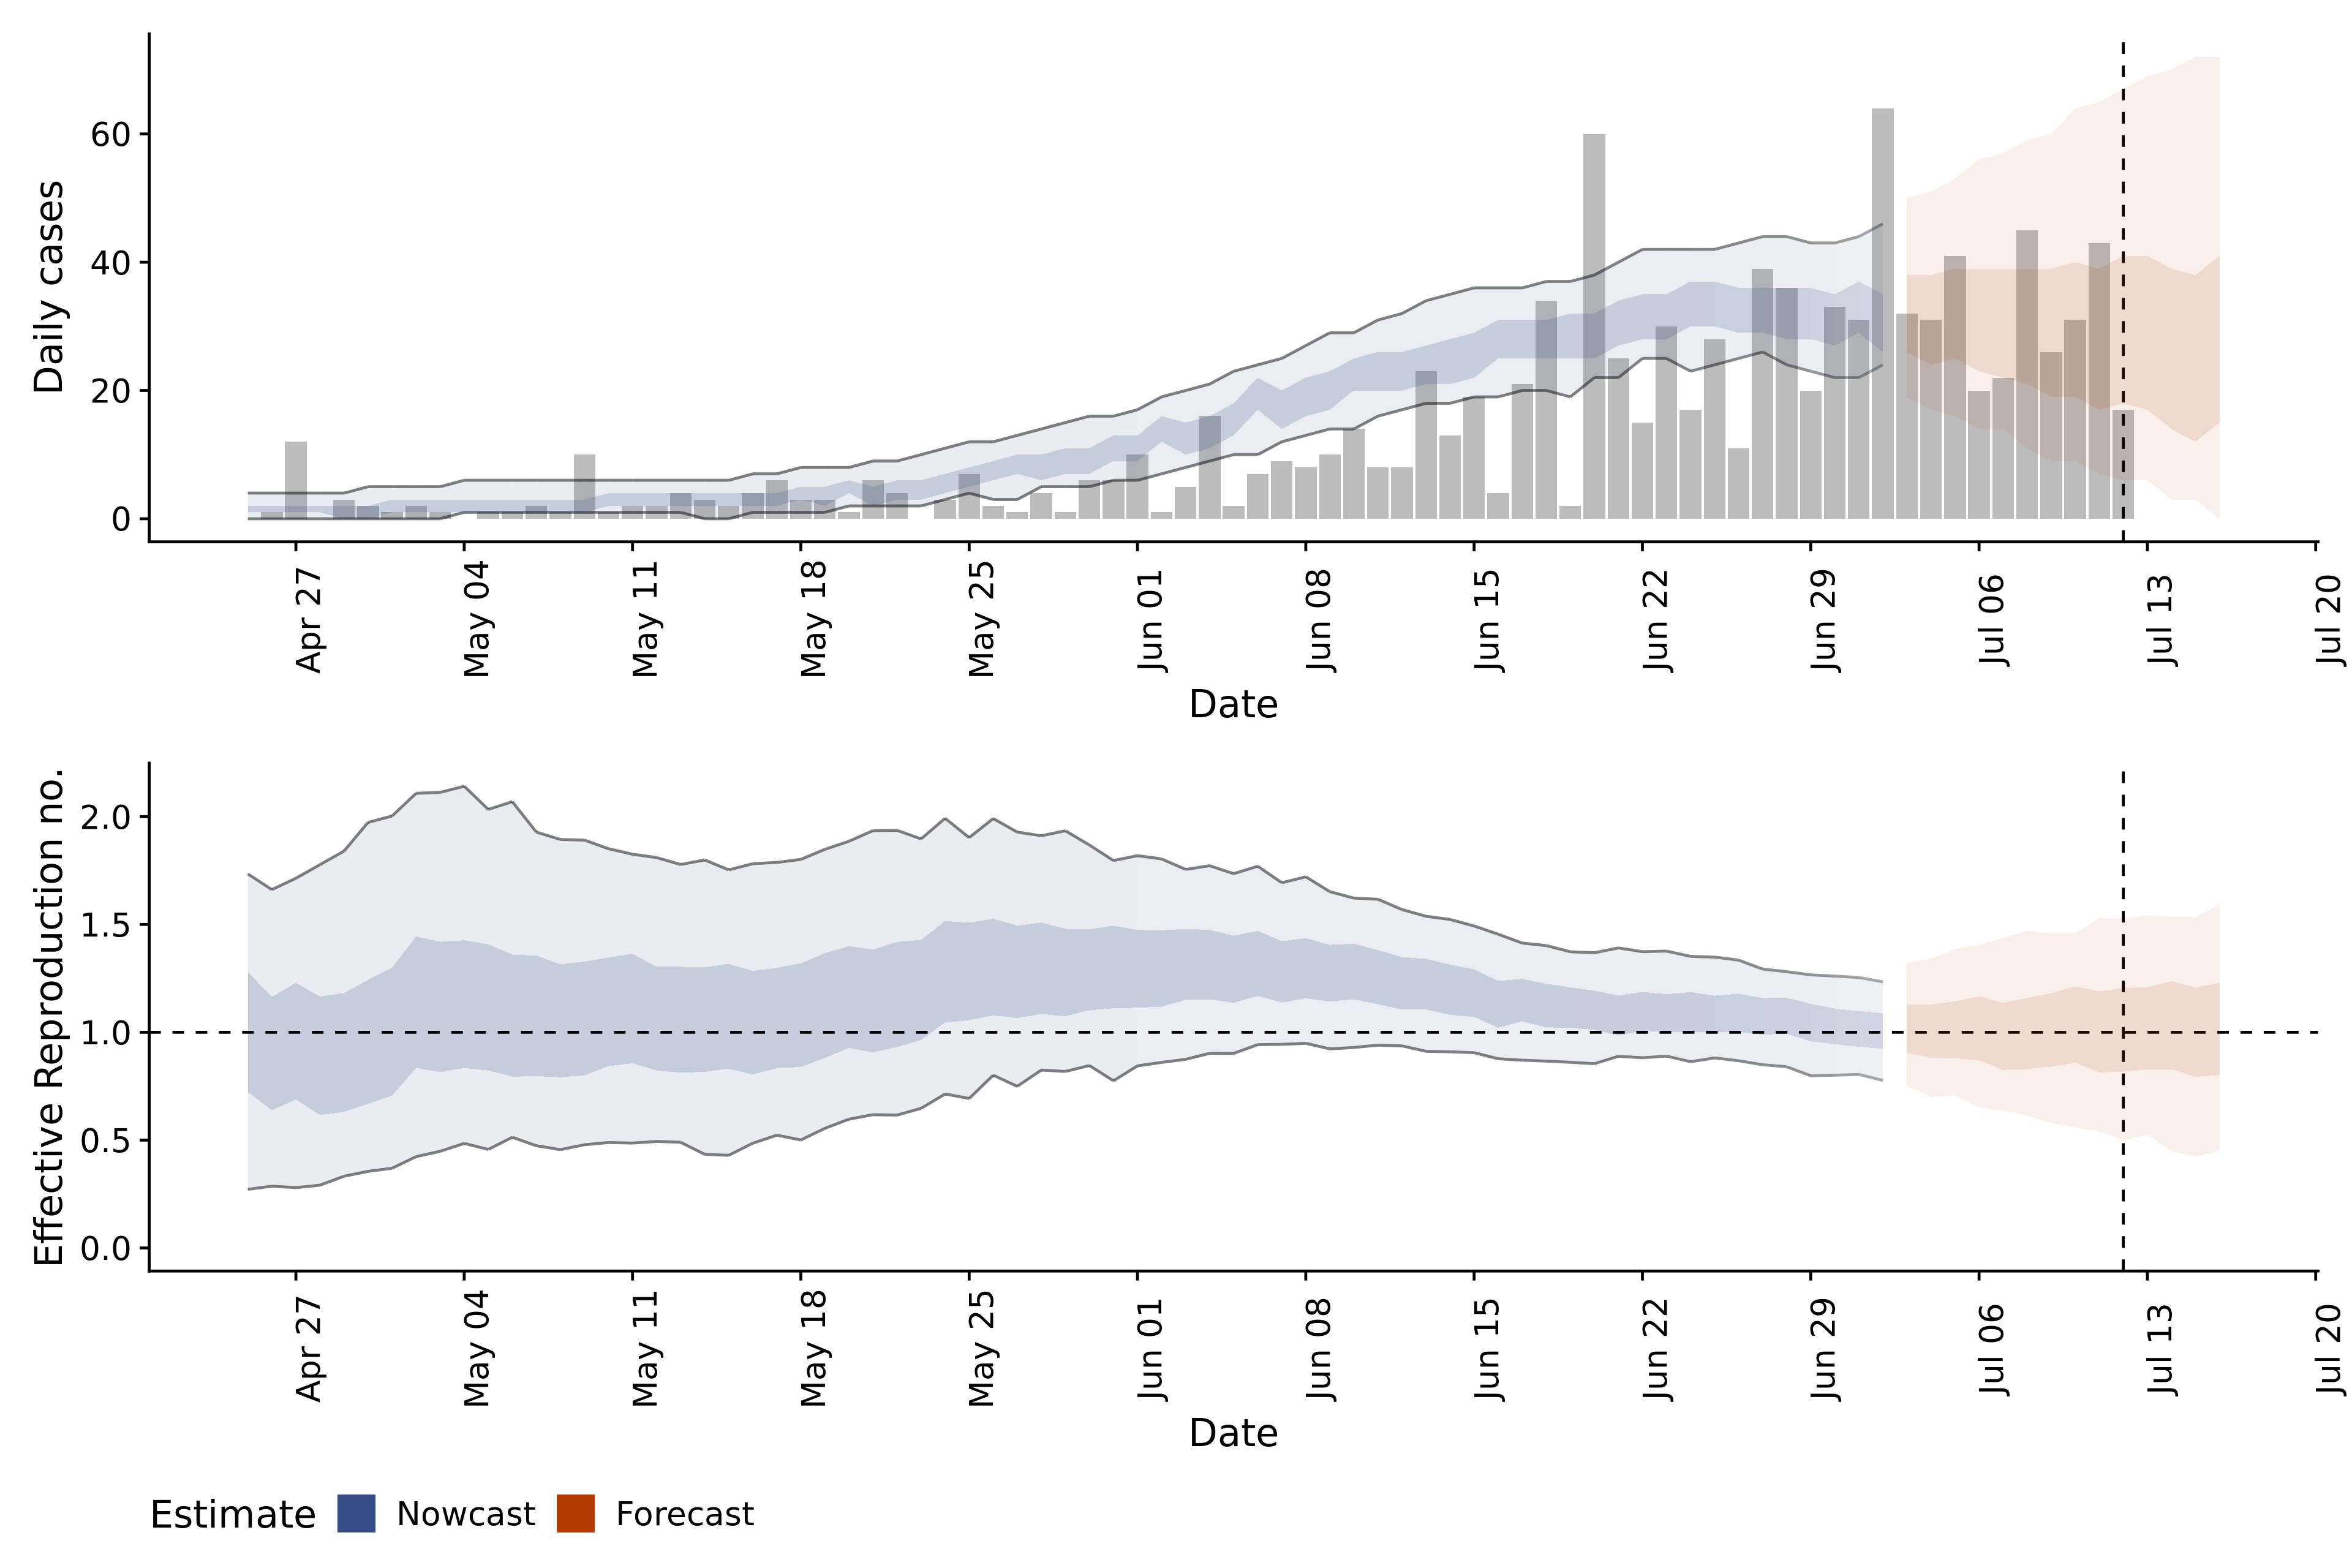 Daily cases
60
40
20
0
Apr 27
May 04
May 11
May 18
May 25
Jun 01
Jun 08
Jun 15
Jun 22
Jun 29
Jul 06
Jul 13
Jul 20
Date
Effective Reproduction no.
2.0
1.5
1.0
0.5
0.0
Apr 27
May 04
May 11
May 18
May 25
Jun 01
Jun 08
Jun 15
Jun 22
Jun 29
Jul 06
Jul 13
Jul 20
Date
Estimate Nowcast Forecast